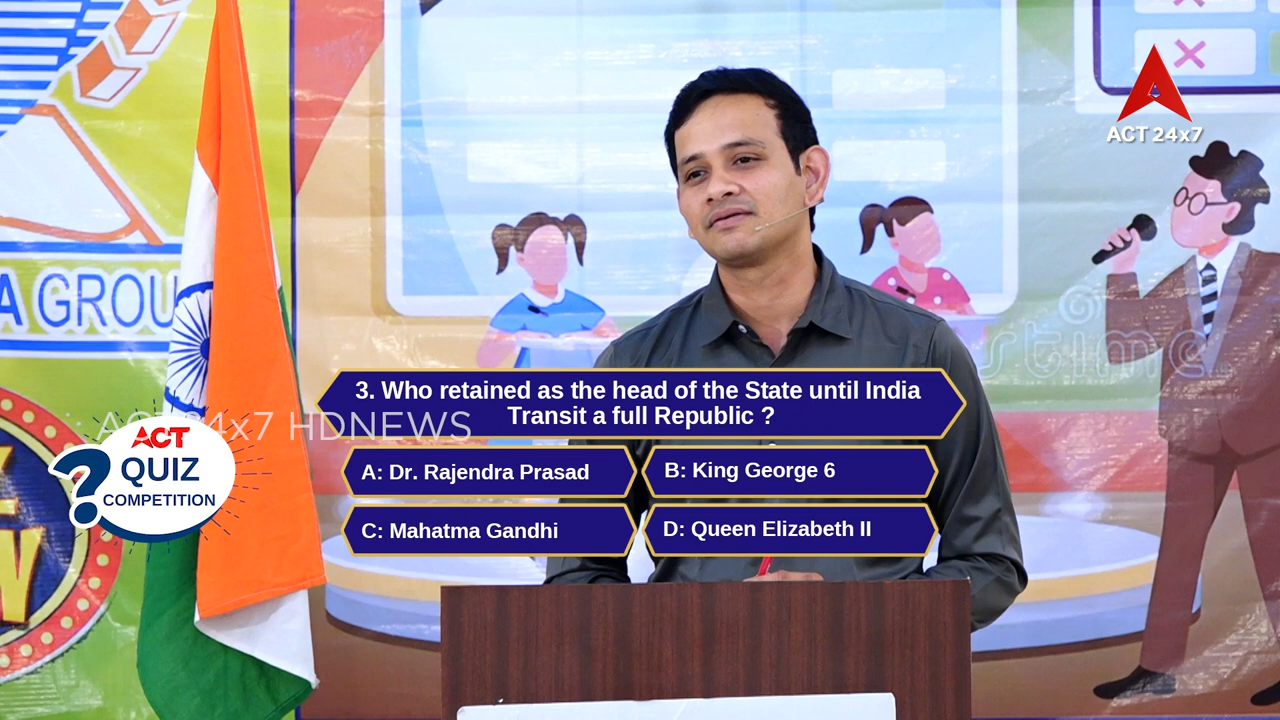 ACT 24x7
A GROU
stime
3. Who retained as the head of the State until India
Transit a full Republic ?
ACT 24x7 HDNEWS
A: Dr. Rajendra Prasad
B: King George 6
C: Mahatma Gandhi
D: Queen Elizabeth II
ACT
QUIZ
COMPETITION
?